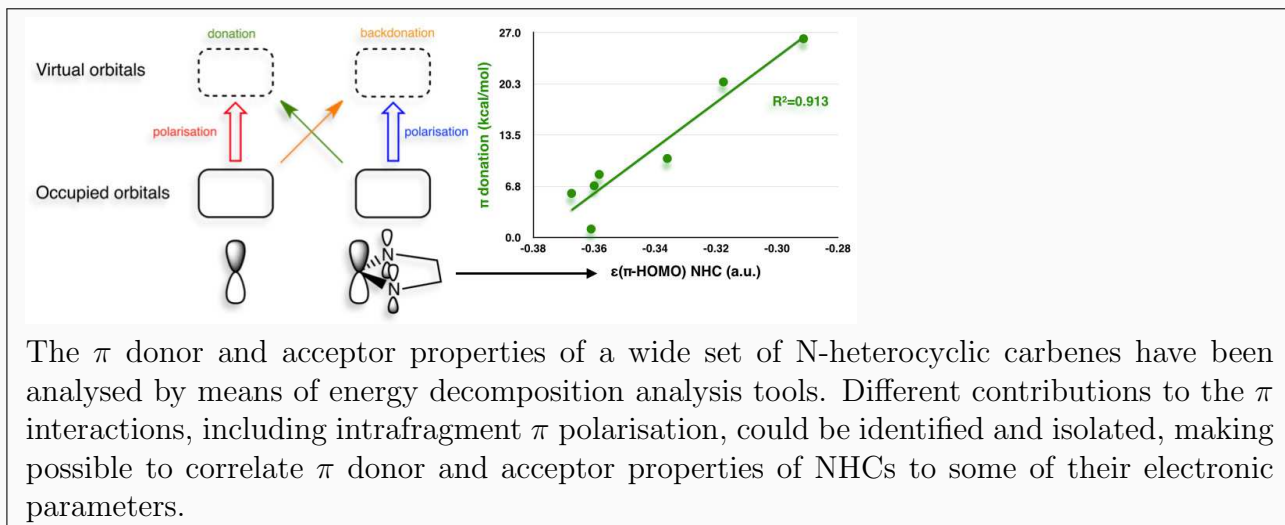 donation
backdonation
Virtual orbitals
polarisation
polarisation
Occupied orbitals
N
N
27.0
20.3
13.5
6.8
0.0
π donation (kcal/mol)
R²=0.913
-0.38
-0.36
-0.34
-0.32
-0.30
-0.28
ε(π-HOMO) NHC (a.u.)
The π donor and acceptor properties of a wide set of N-heterocyclic carbenes have been
analysed by means of energy decomposition analysis tools. Different contributions to the π
interactions, including intrafragment π polarisation, could be identified and isolated, making
possible to correlate π donor and acceptor properties of NHCs to some of their electronic
parameters.